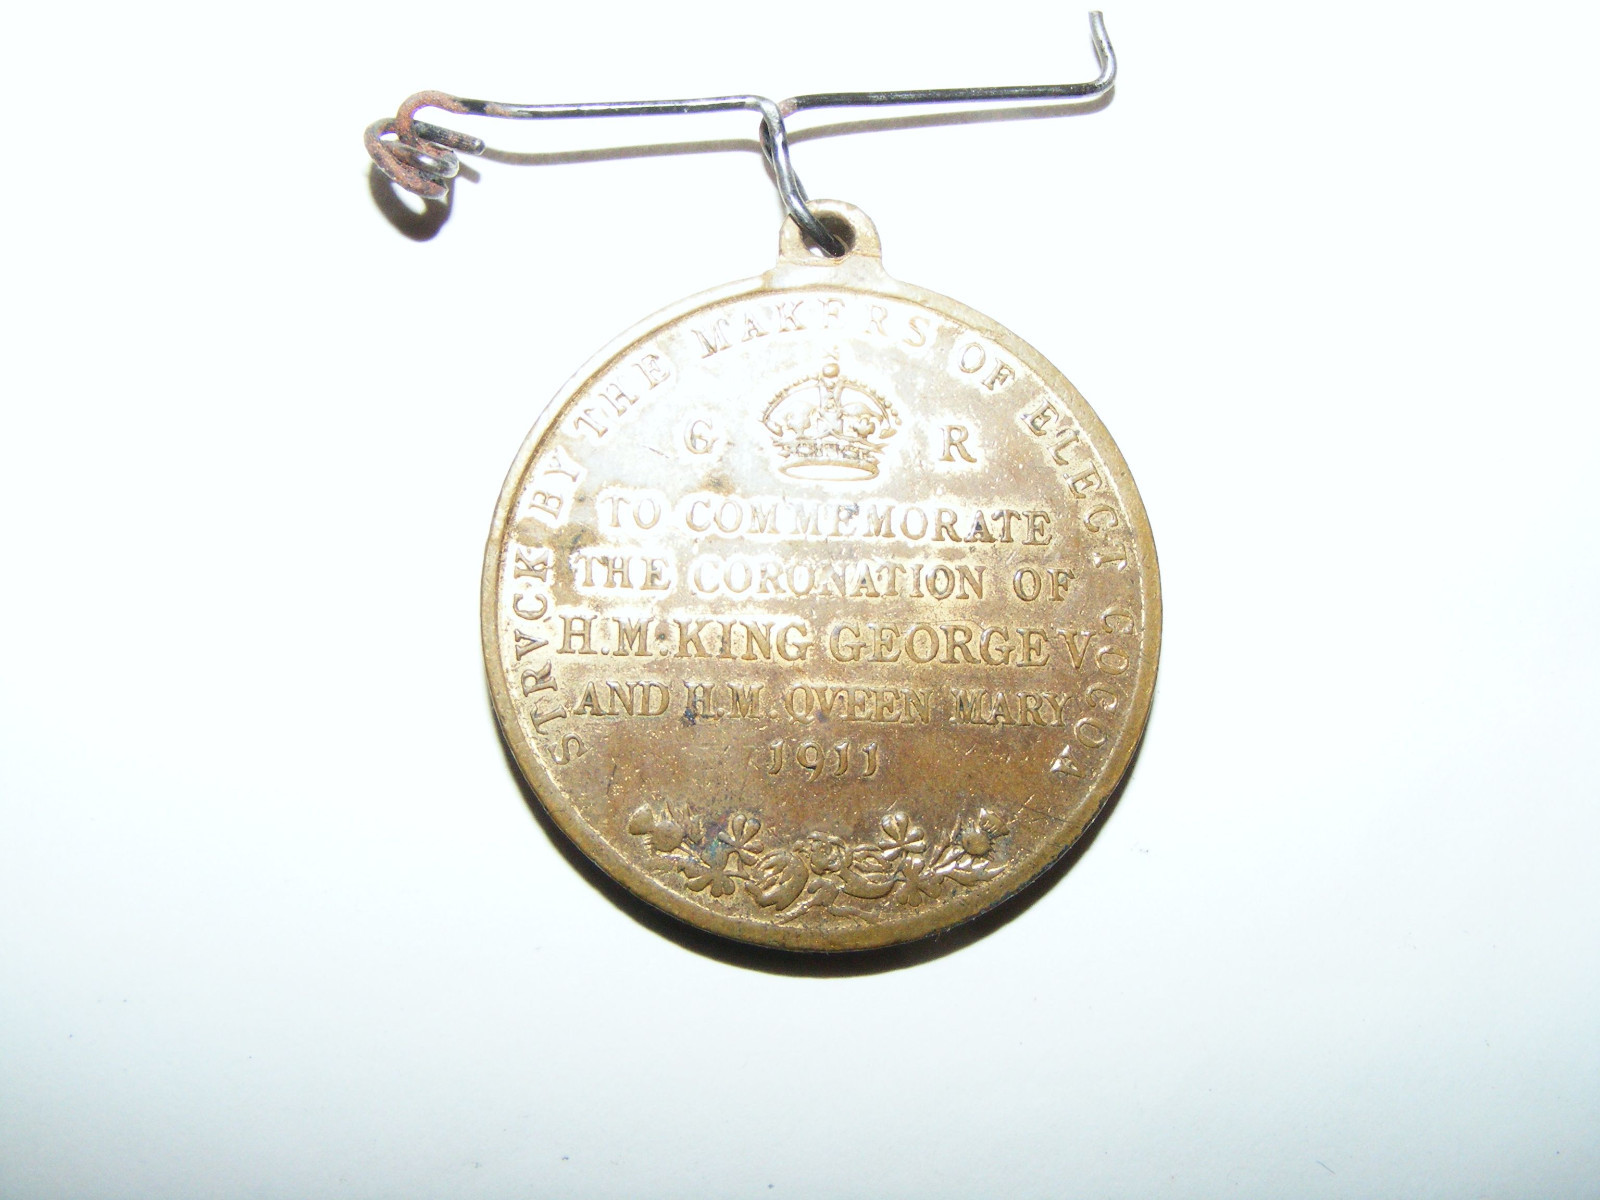 STRVCK BY THE MAKERS OF ELECT COCOA
G R
TO COMMEMORATE
THE CORONATION OF
H.M. KING GEORGE V
AND H.M. QVEEN MARY
1911